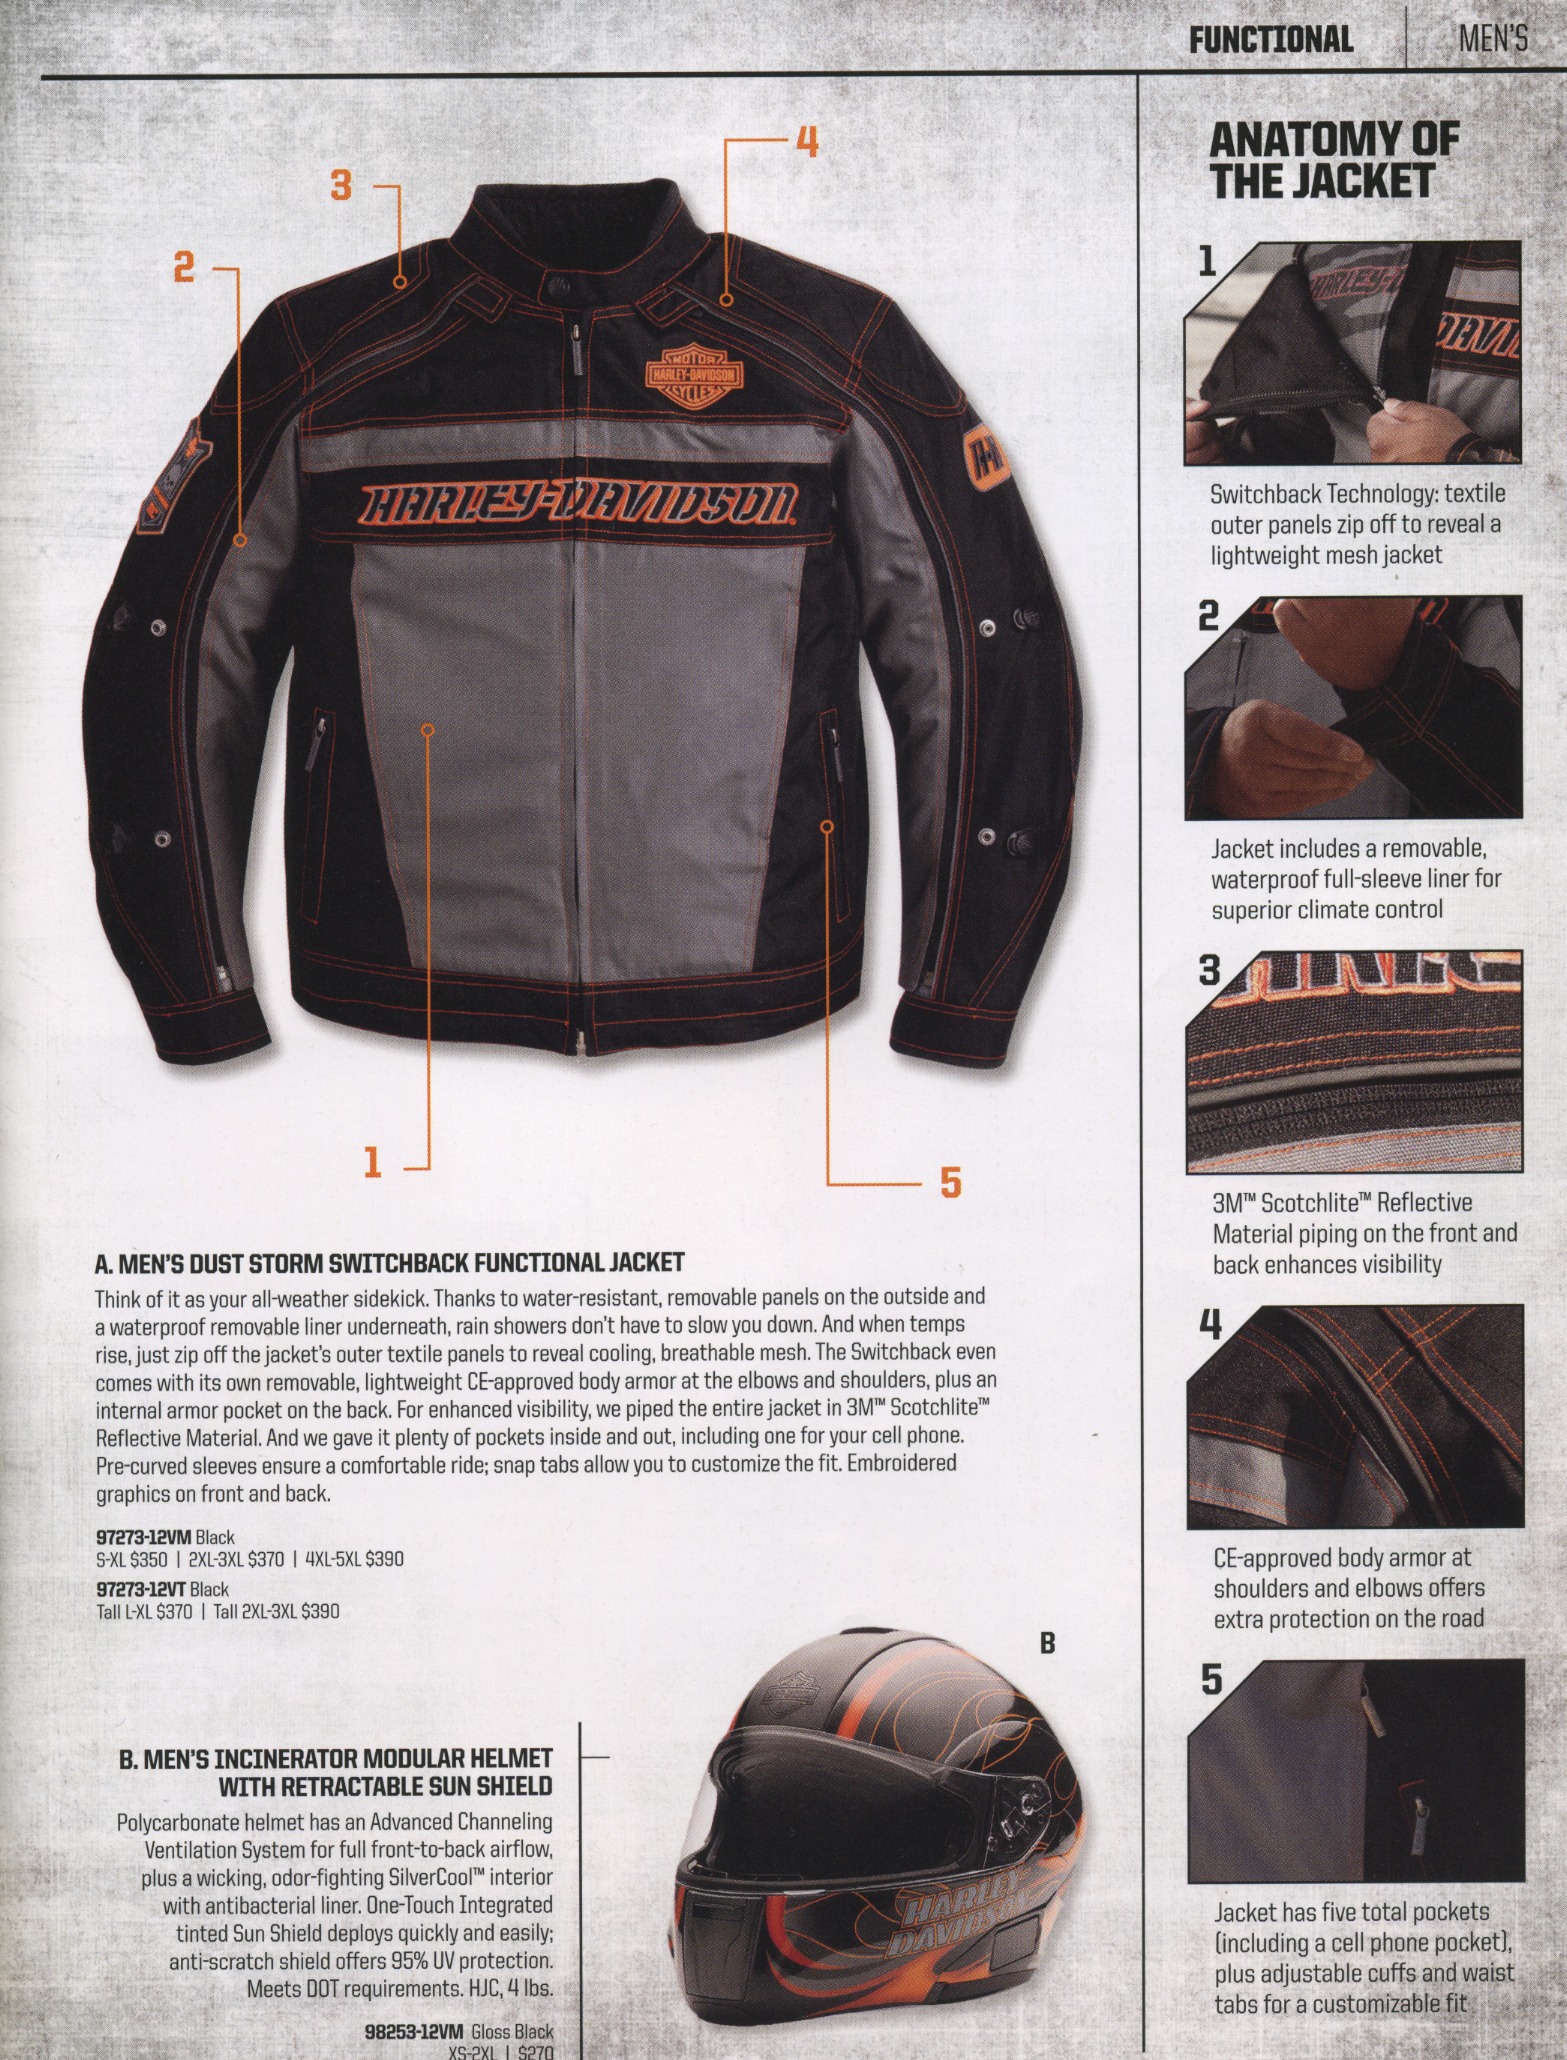 FUNCTIONAL | MEN'S
ANATOMY OF
THE JACKET
1
Switchback Technology: textile
outer panels zip off to reveal a
lightweight mesh jacket
2
Jacket includes a removable,
waterproof full-sleeve liner for
superior climate control
3
3M™ Scotchlite™ Reflective
Material piping on the front and
back enhances visibility
4
CE-approved body armor at
shoulders and elbows offers
extra protection on the road
5
Jacket has five total pockets
(including a cell phone pocket),
plus adjustable cuffs and waist
tabs for a customizable fit
4
3
2
MOTOR
HARLEY-DAVIDSON
CYCLES
HARLEY-DAVIDSON
1
5
A. MEN'S DUST STORM SWITCHBACK FUNCTIONAL JACKET
Think of it as your all-weather sidekick. Thanks to water-resistant, removable panels on the outside and
a waterproof removable liner underneath, rain showers don't have to slow you down. And when temps
rise, just zip off the jacket's outer textile panels to reveal cooling, breathable mesh. The Switchback even
comes with its own removable, lightweight CE-approved body armor at the elbows and shoulders, plus an
internal armor pocket on the back. For enhanced visibility, we piped the entire jacket in 3M™ Scotchlite™
Reflective Material. And we gave it plenty of pockets inside and out, including one for your cell phone.
Pre-curved sleeves ensure a comfortable ride; snap tabs allow you to customize the fit. Embroidered
graphics on front and back.
97273-12VM Black
S-XL $350 | 2XL-3XL $370 | 4XL-5XL $390
97273-12VT Black
Tall L-XL $370 | Tall 2XL-3XL $390
B
B. MEN'S INCINERATOR MODULAR HELMET
WITH RETRACTABLE SUN SHIELD
Polycarbonate helmet has an Advanced Channeling
Ventilation System for full front-to-back airflow,
plus a wicking, odor-fighting SilverCool™ interior
with antibacterial liner. One-Touch Integrated
tinted Sun Shield deploys quickly and easily;
anti-scratch shield offers 95% UV protection.
Meets DOT requirements. HJC, 4 lbs.
98253-12VM Gloss Black
XS-2XL | $270
HARLEY
DAVIDSON